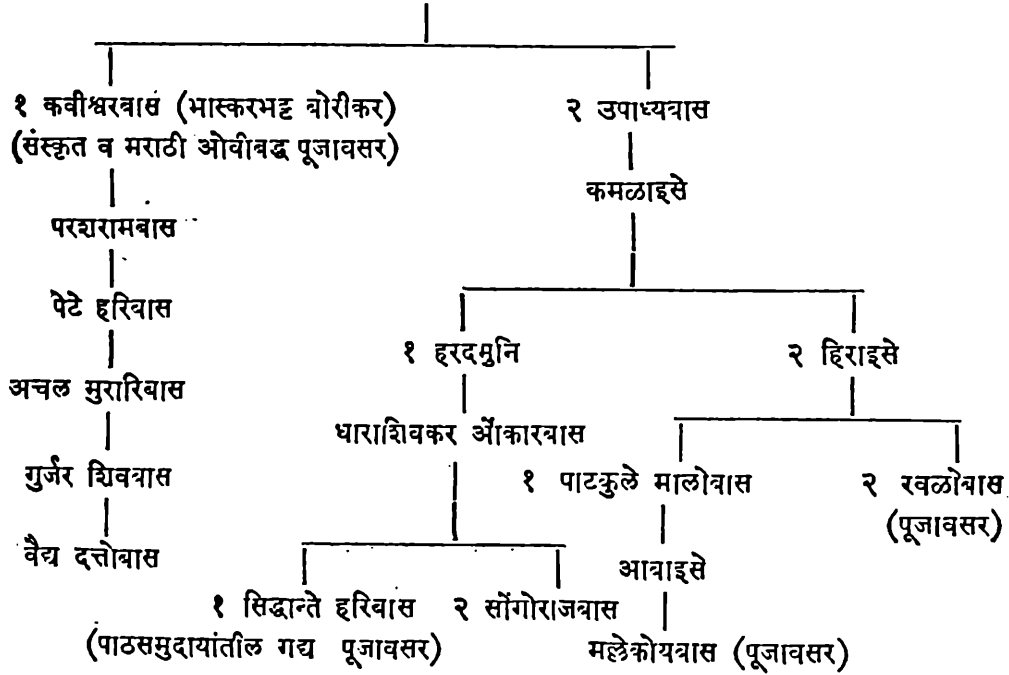 १ कवीश्वरबास (भास्करभट्ट बोरीकर)
(संस्कृत व मराठी ओवीबद्ध पूजावसर)
परशरामबास
पेटे हरिबास
अचल मुरारिबास
गुर्जर शिवबास
वैद्य दत्तोबास
२ उपाध्यबास
कमळाइसे
१ हरदमुनि
धाराशिवकर ओंकारबास
१ सिद्धान्ते हरिबास
(पाठसमुदायांतील गद्य पूजावसर)
२ सोंगोराजबास
२ हिराइसे
१ पाटकुले मालोबास
आबाइसे
मल्लेकोयबास (पूजावसर)
२ रवळोबास
(पूजावसर)